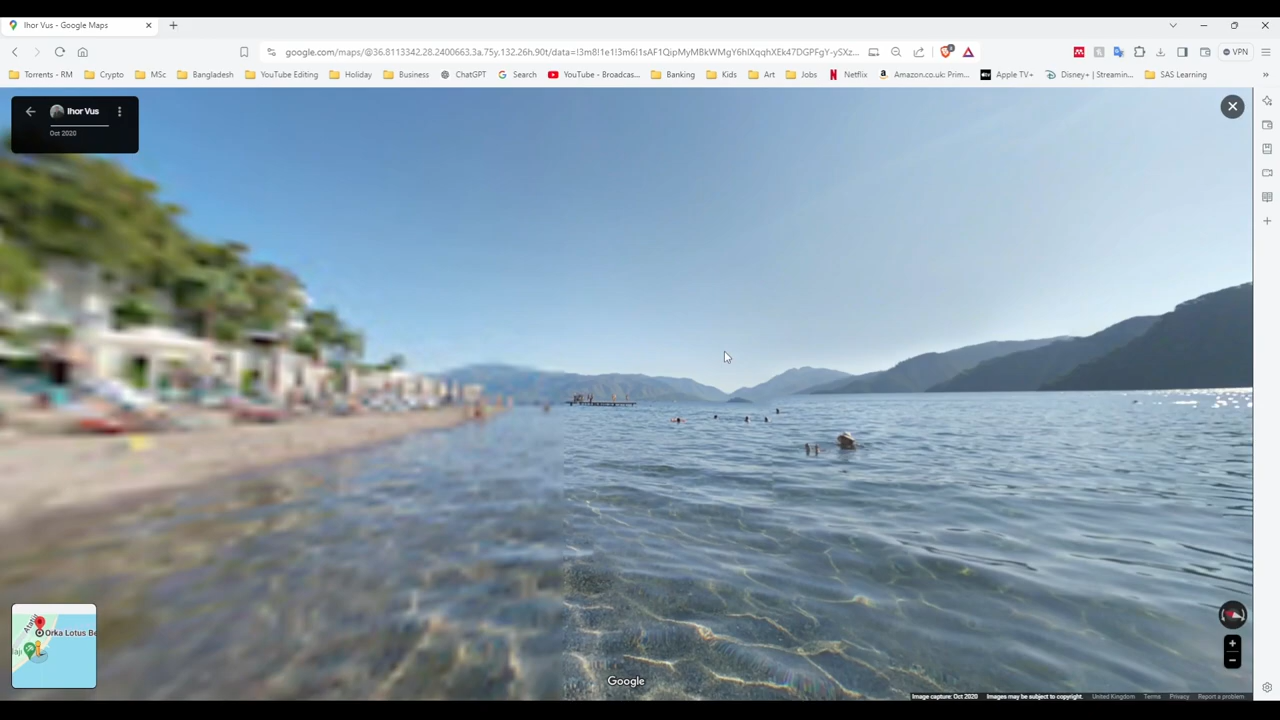 Ihor Vus - Google Maps
google.com/maps/@36.8113342,28.2400663,3a,75y,132.26h,90t/data=!3m8!1e1!3m6!1sAF1QipMyMBkWMgY6hIXqqhXEk47DGPFgY-ySXz...
VPN
Torrents - RM
Crypto
MSc
Bangladesh
YouTube Editing
Holiday
Business
ChatGPT
Search
YouTube - Broadcas...
Banking
Kids
Art
Jobs
Netflix
Amazon.co.uk: Prim...
Apple TV+
Disney+ | Streamin...
SAS Learning
Ihor Vus
Oct 2020
Orka Lotus Be
Google
Image capture: Oct 2020 Images may be subject to copyright. United Kingdom Terms Privacy Report a problem